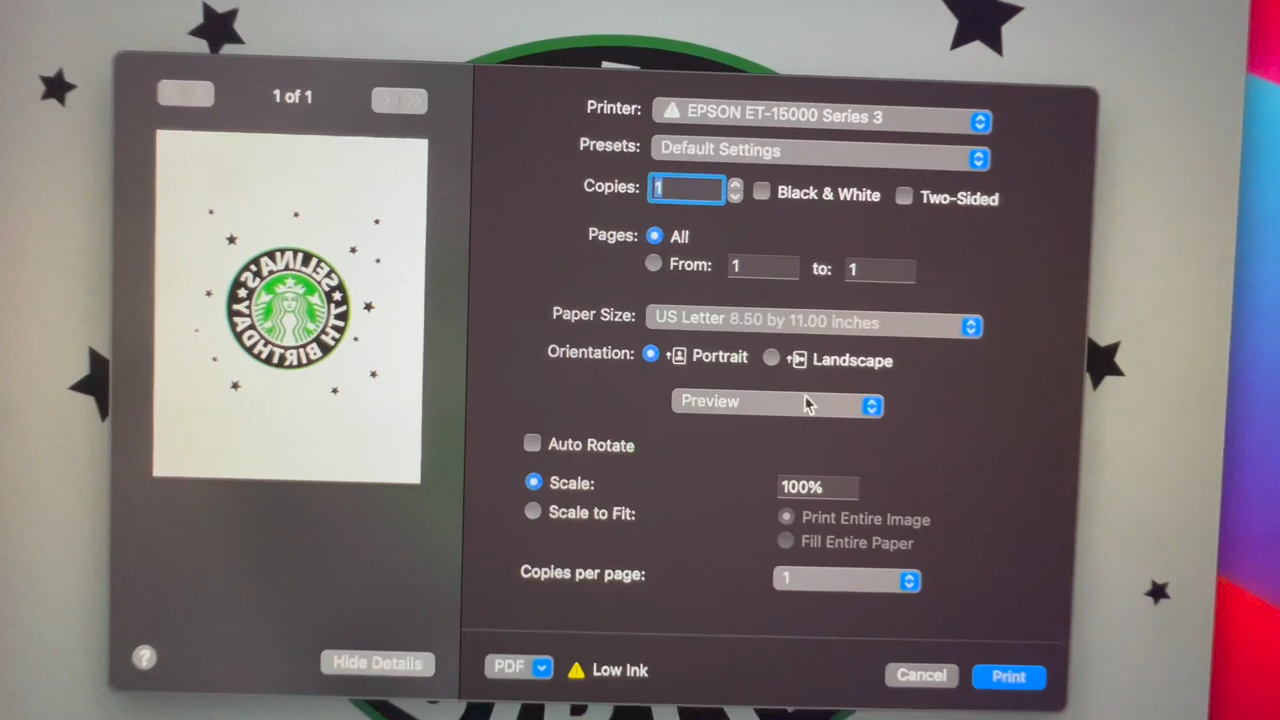 1 of 1
SELINA'S
7TH BIRTHDAY
Printer: EPSON ET-15000 Series 3
Presets: Default Settings
Copies: 1 Black & White Two-Sided
Pages: All
From: 1 to: 1
Paper Size: US Letter 8.50 by 11.00 inches
Orientation: Portrait Landscape
Preview
Auto Rotate
Scale: 100%
Scale to Fit: Print Entire Image
Fill Entire Paper
Copies per page: 1
? Hide Details PDF Low Ink Cancel Print